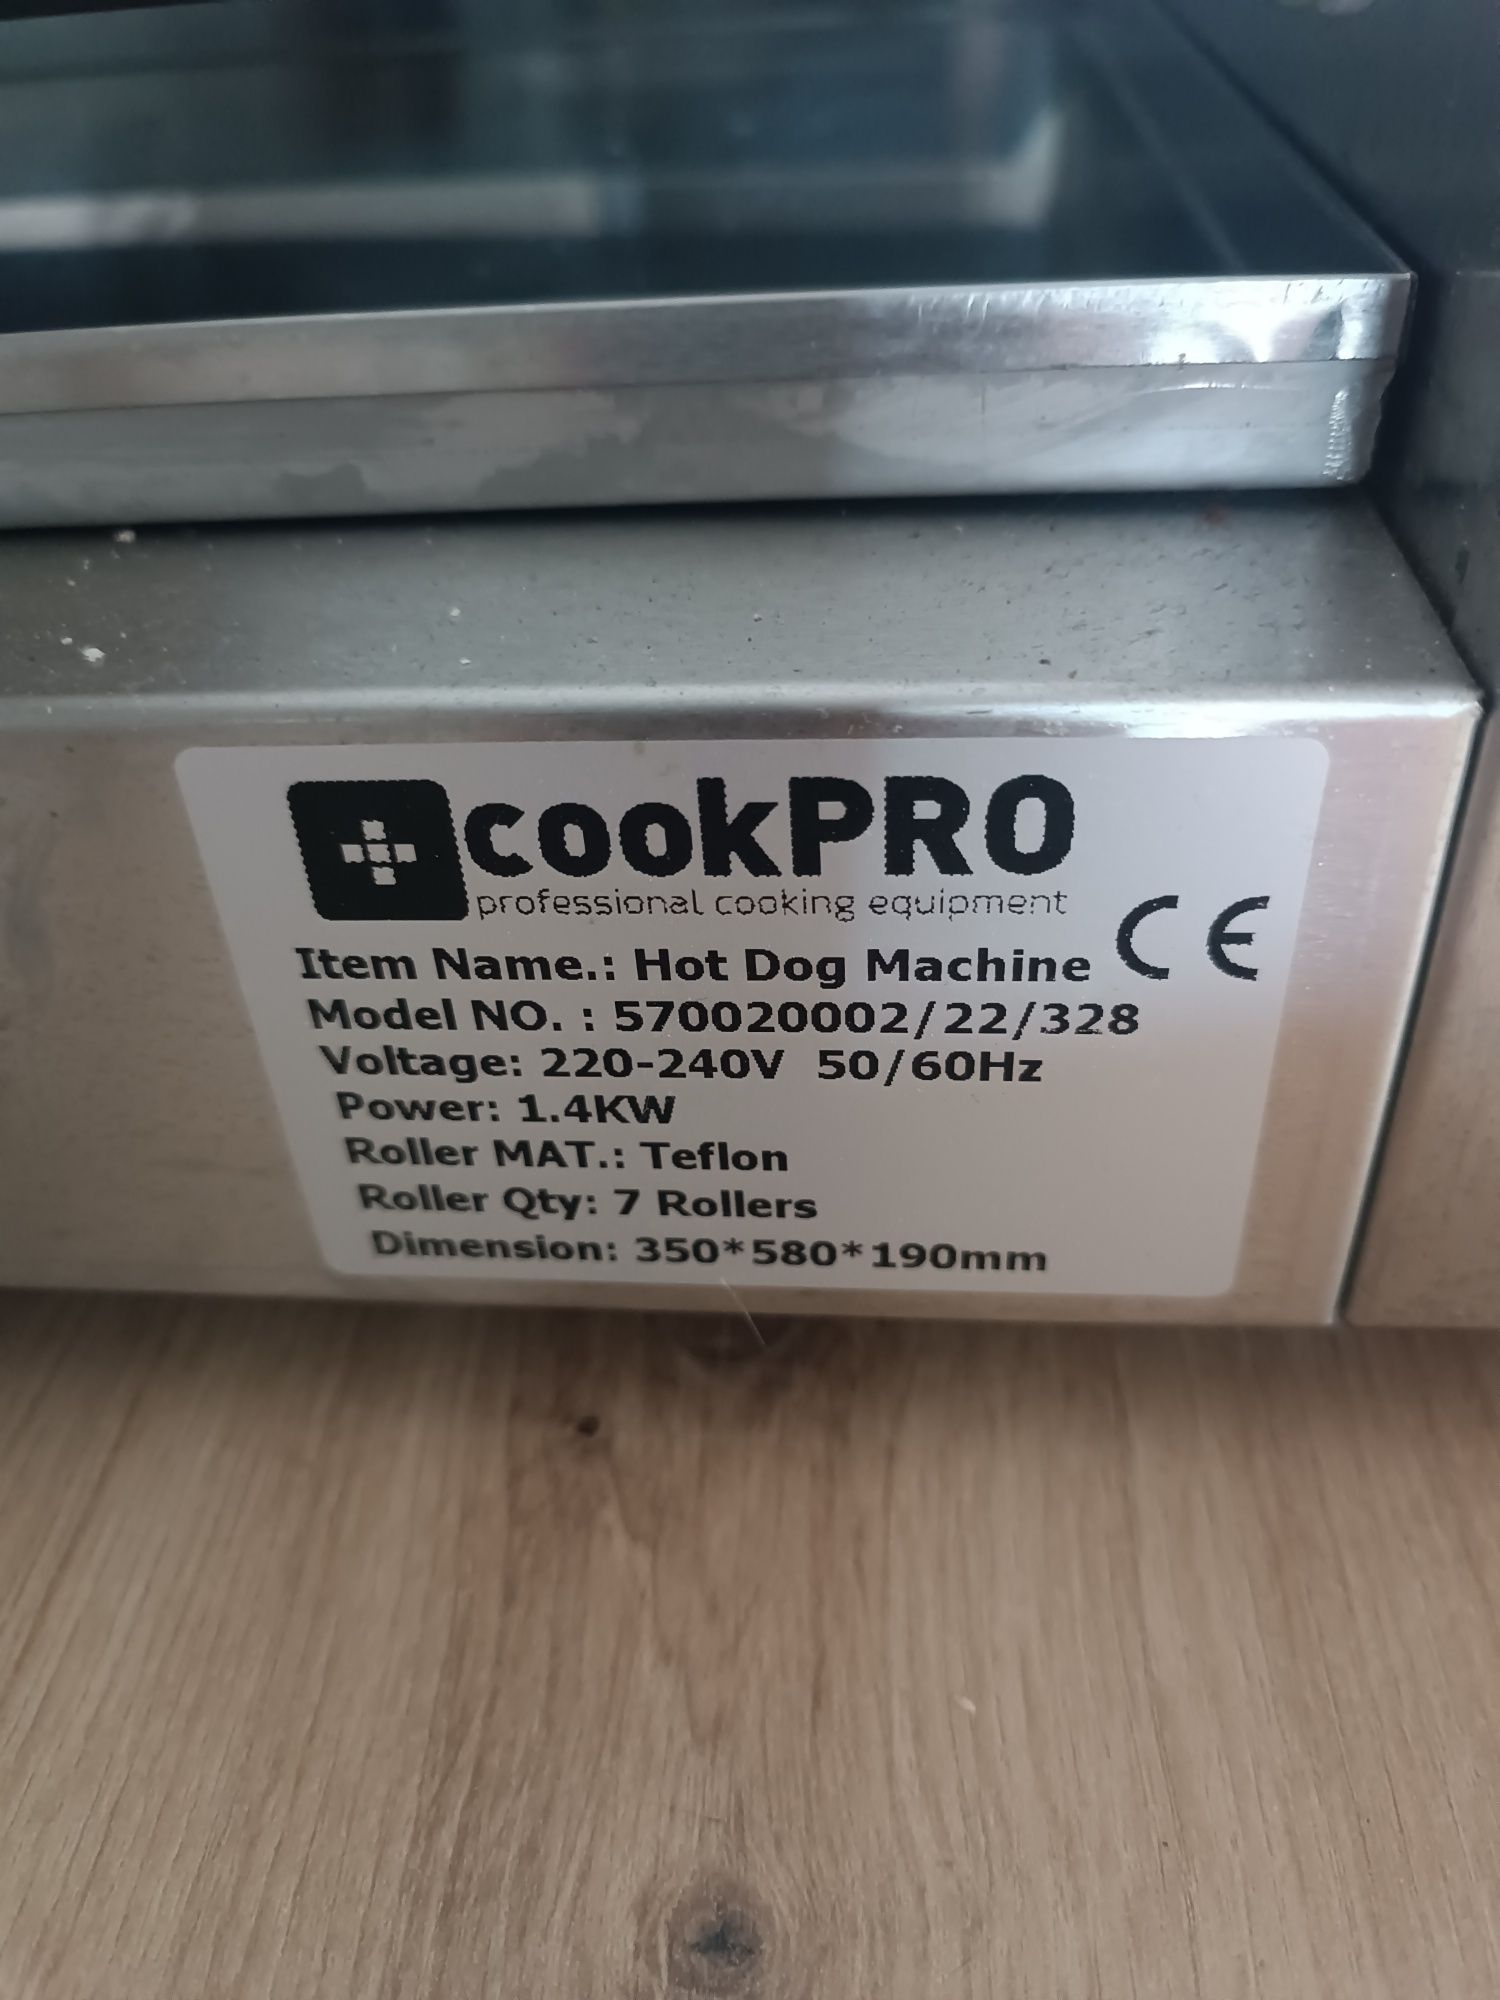 cookPRO
professional cooking equipment
CE
Item Name.: Hot Dog Machine
Model NO. : 570020002/22/328
Voltage: 220-240V 50/60Hz
Power: 1.4KW
Roller MAT.: Teflon
Roller Qty: 7 Rollers
Dimension: 350*580*190mm